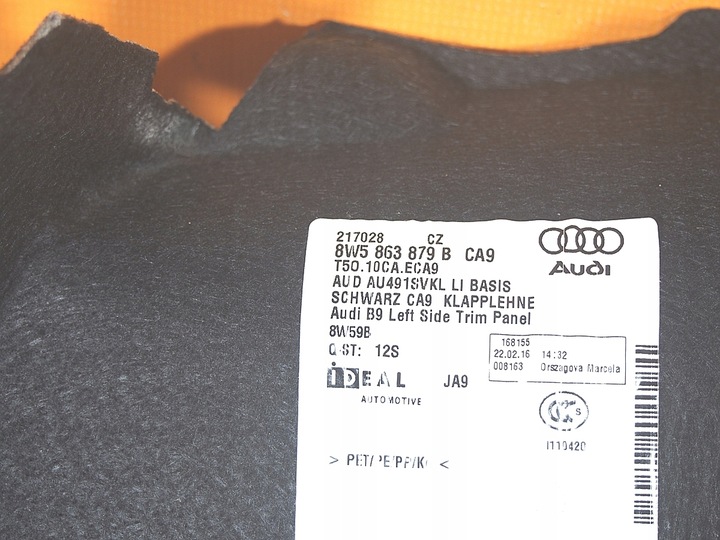 217028 CZ
8W5 863 879 B CA9
T50.10CA.ECA9
AUD AU491SVKL LI BASIS
SCHWARZ CA9 KLAPPLEHNE
Audi B9 Left Side Trim Panel
8W59B
Q-ST: 12S
IDEAL JA9
AUTOMOTIVE
Audi
168155
22.02.16 14:32
008163 Orszagova Marcela
S
I110420
> PET/PE/PP/K <